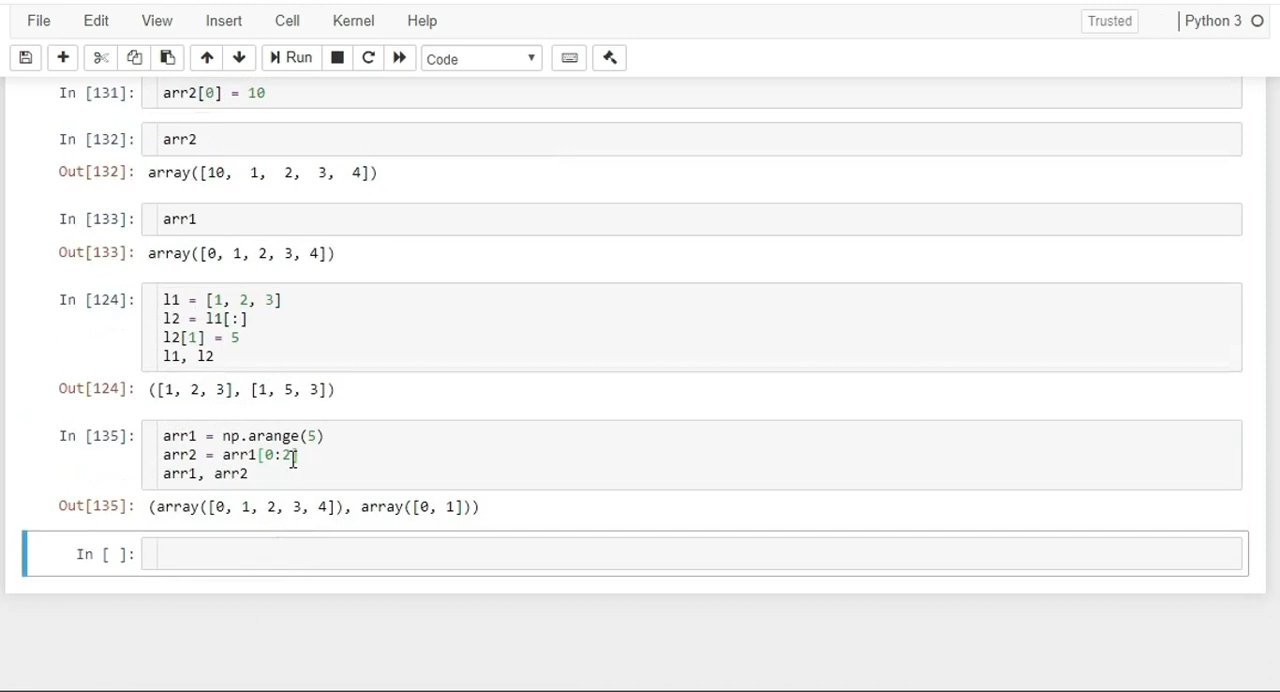 File Edit View Insert Cell Kernel Help Trusted Python 3
Run Code
In [131]: arr2[0] = 10
In [132]: arr2
Out[132]: array([10, 1, 2, 3, 4])
In [133]: arr1
Out[133]: array([0, 1, 2, 3, 4])
In [124]: l1 = [1, 2, 3]
l2 = l1[:]
l2[1] = 5
l1, l2
Out[124]: ([1, 2, 3], [1, 5, 3])
In [135]: arr1 = np.arange(5)
arr2 = arr1[0:2]
arr1, arr2
Out[135]: (array([0, 1, 2, 3, 4]), array([0, 1]))
In [ ]: